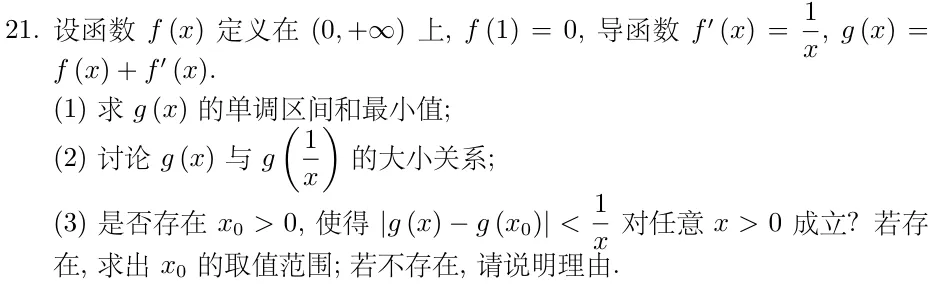 21. 设函数 f (x) 定义在 (0, +∞) 上, f (1) = 0, 导函数 f′ (x) = 1/x, g (x) =
f (x) + f′ (x).
(1) 求 g (x) 的单调区间和最小值;
(2) 讨论 g (x) 与 g (1/x) 的大小关系;
(3) 是否存在 x₀ > 0, 使得 |g (x) − g (x₀)| < 1/x 对任意 x > 0 成立? 若存
在, 求出 x₀ 的取值范围; 若不存在, 请说明理由.